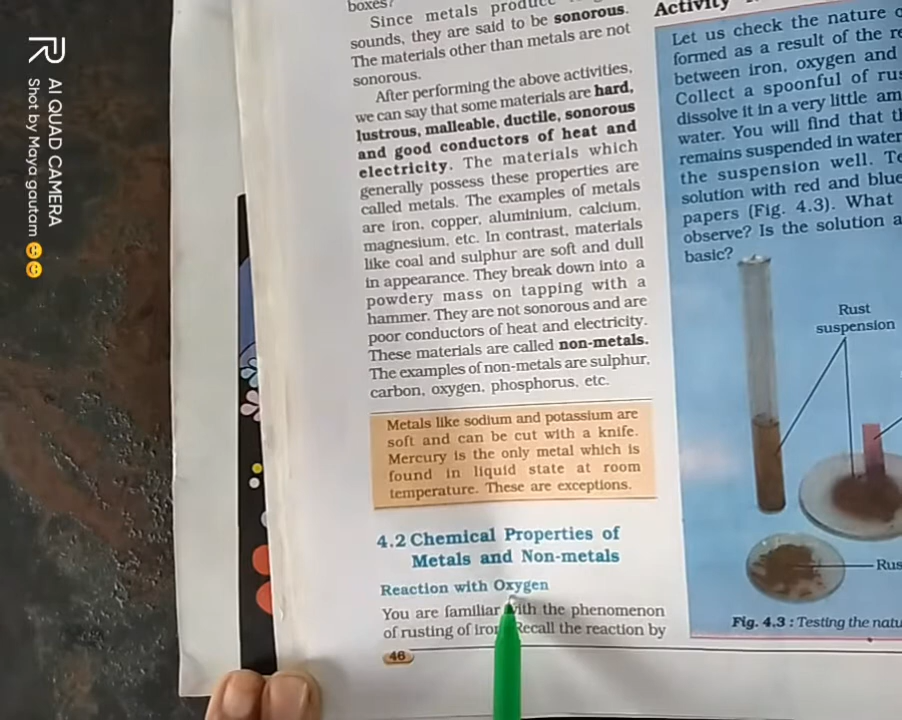 boxes?
Since metals produce
sounds, they are said to be sonorous.
The materials other than metals are not
sonorous.
After performing the above activities,
we can say that some materials are hard,
lustrous, malleable, ductile, sonorous
and good conductors of heat and
electricity. The materials which
generally possess these properties are
called metals. The examples of metals
are iron, copper, aluminium, calcium,
magnesium, etc. In contrast, materials
like coal and sulphur are soft and dull
in appearance. They break down into a
powdery mass on tapping with a
hammer. They are not sonorous and are
poor conductors of heat and electricity.
These materials are called non-metals.
The examples of non-metals are sulphur,
carbon, oxygen, phosphorus, etc.
Metals like sodium and potassium are
soft and can be cut with a knife.
Mercury is the only metal which is
found in liquid state at room
temperature. These are exceptions.
4.2 Chemical Properties of
Metals and Non-metals
Reaction with Oxygen
You are familiar with the phenomenon
of rusting of iron. Recall the reaction by
46
Activity
Let us check the nature
formed as a result of the
between iron, oxygen and
Collect a spoonful of
dissolve it in a very little
water. You will find that
remains suspended in water
the suspension well.
solution with red and blue
papers (Fig. 4.3). What
observe? Is the solution
basic?
Rust
suspension
Fig. 4.3 : Testing the
AI QUAD CAMERA
Shot by Maya gautam 😊😊